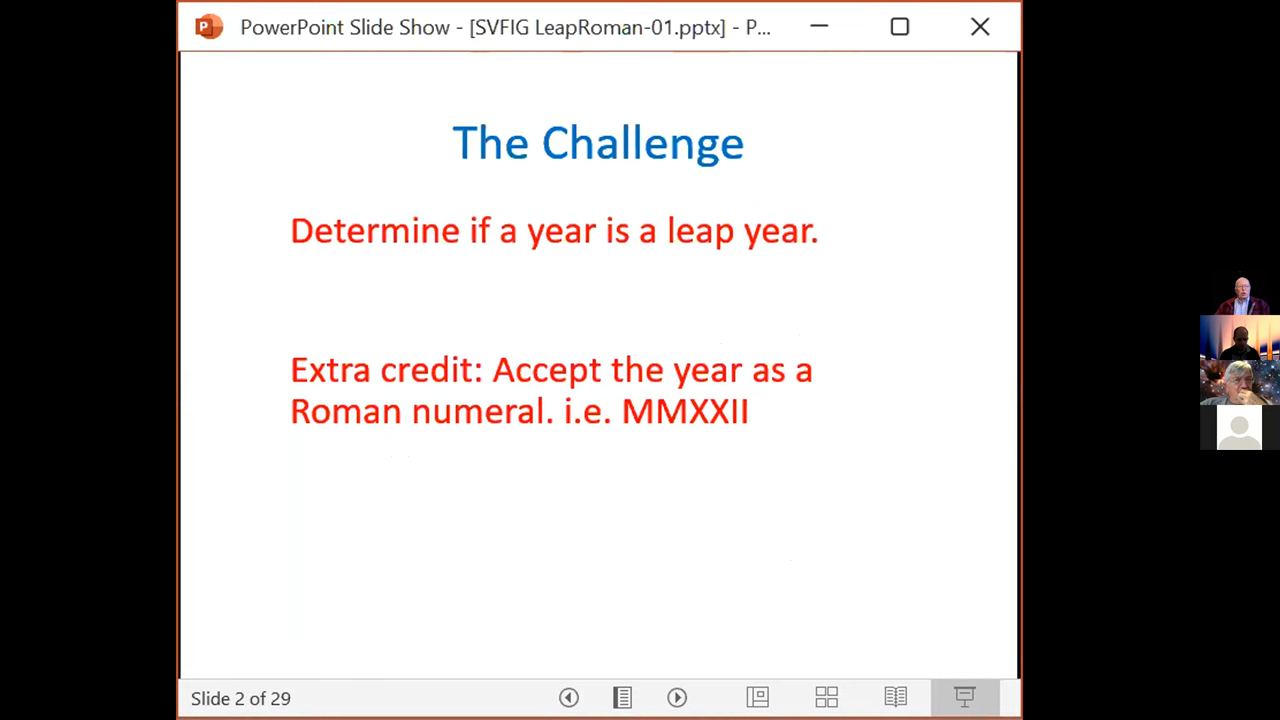 PowerPoint Slide Show - [SVFIG LeapRoman-01.pptx] - P...
The Challenge
Determine if a year is a leap year.
Extra credit: Accept the year as a
Roman numeral. i.e. MMXXII
Slide 2 of 29